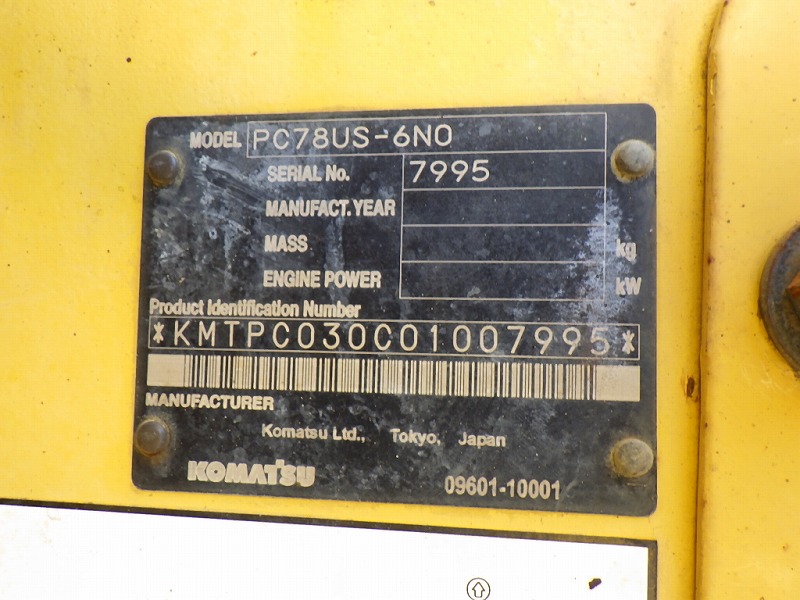 MODEL PC78US-6N0
SERIAL No. 7995
MANUFACT. YEAR
MASS kg
ENGINE POWER kW
Product Identification Number
*KMTPC030C01007995*
MANUFACTURER
Komatsu Ltd., Tokyo, Japan
KOMATSU 09601-10001